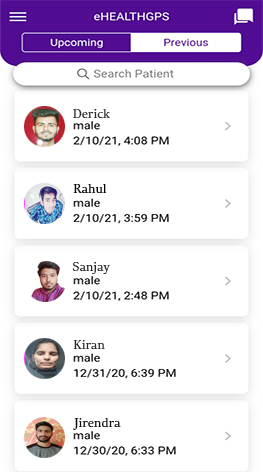 eHEALTHGPS
Upcoming Previous
Search Patient
Derick
male
2/10/21, 4:08 PM
Rahul
male
2/10/21, 3:59 PM
Sanjay
male
2/10/21, 2:48 PM
Kiran
male
12/31/20, 6:39 PM
Jirendra
male
12/30/20, 6:33 PM